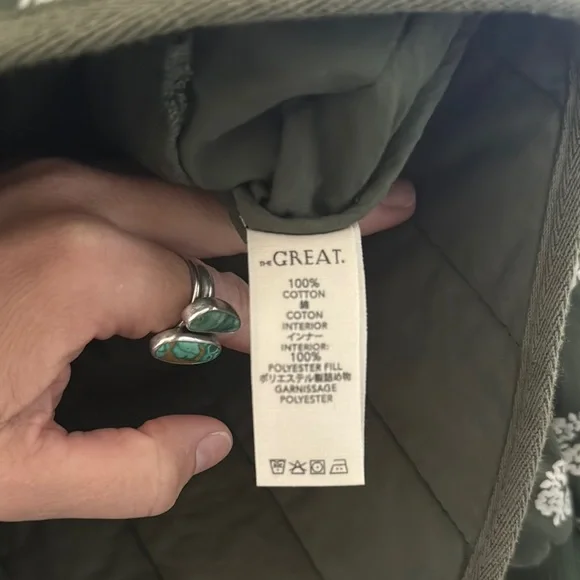 THE GREAT.
100%
COTTON
綿
COTON
INTERIOR
インナー
INTERIEUR:
100%
POLYESTER FILL
ポリエステル製詰め物
GARNISSAGE
POLYESTER